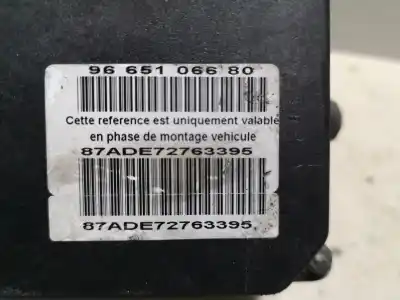 96 651 066 80
Cette reference est uniquement valable
en phase de montage vehicule
87ADE72763395
87ADE72763395